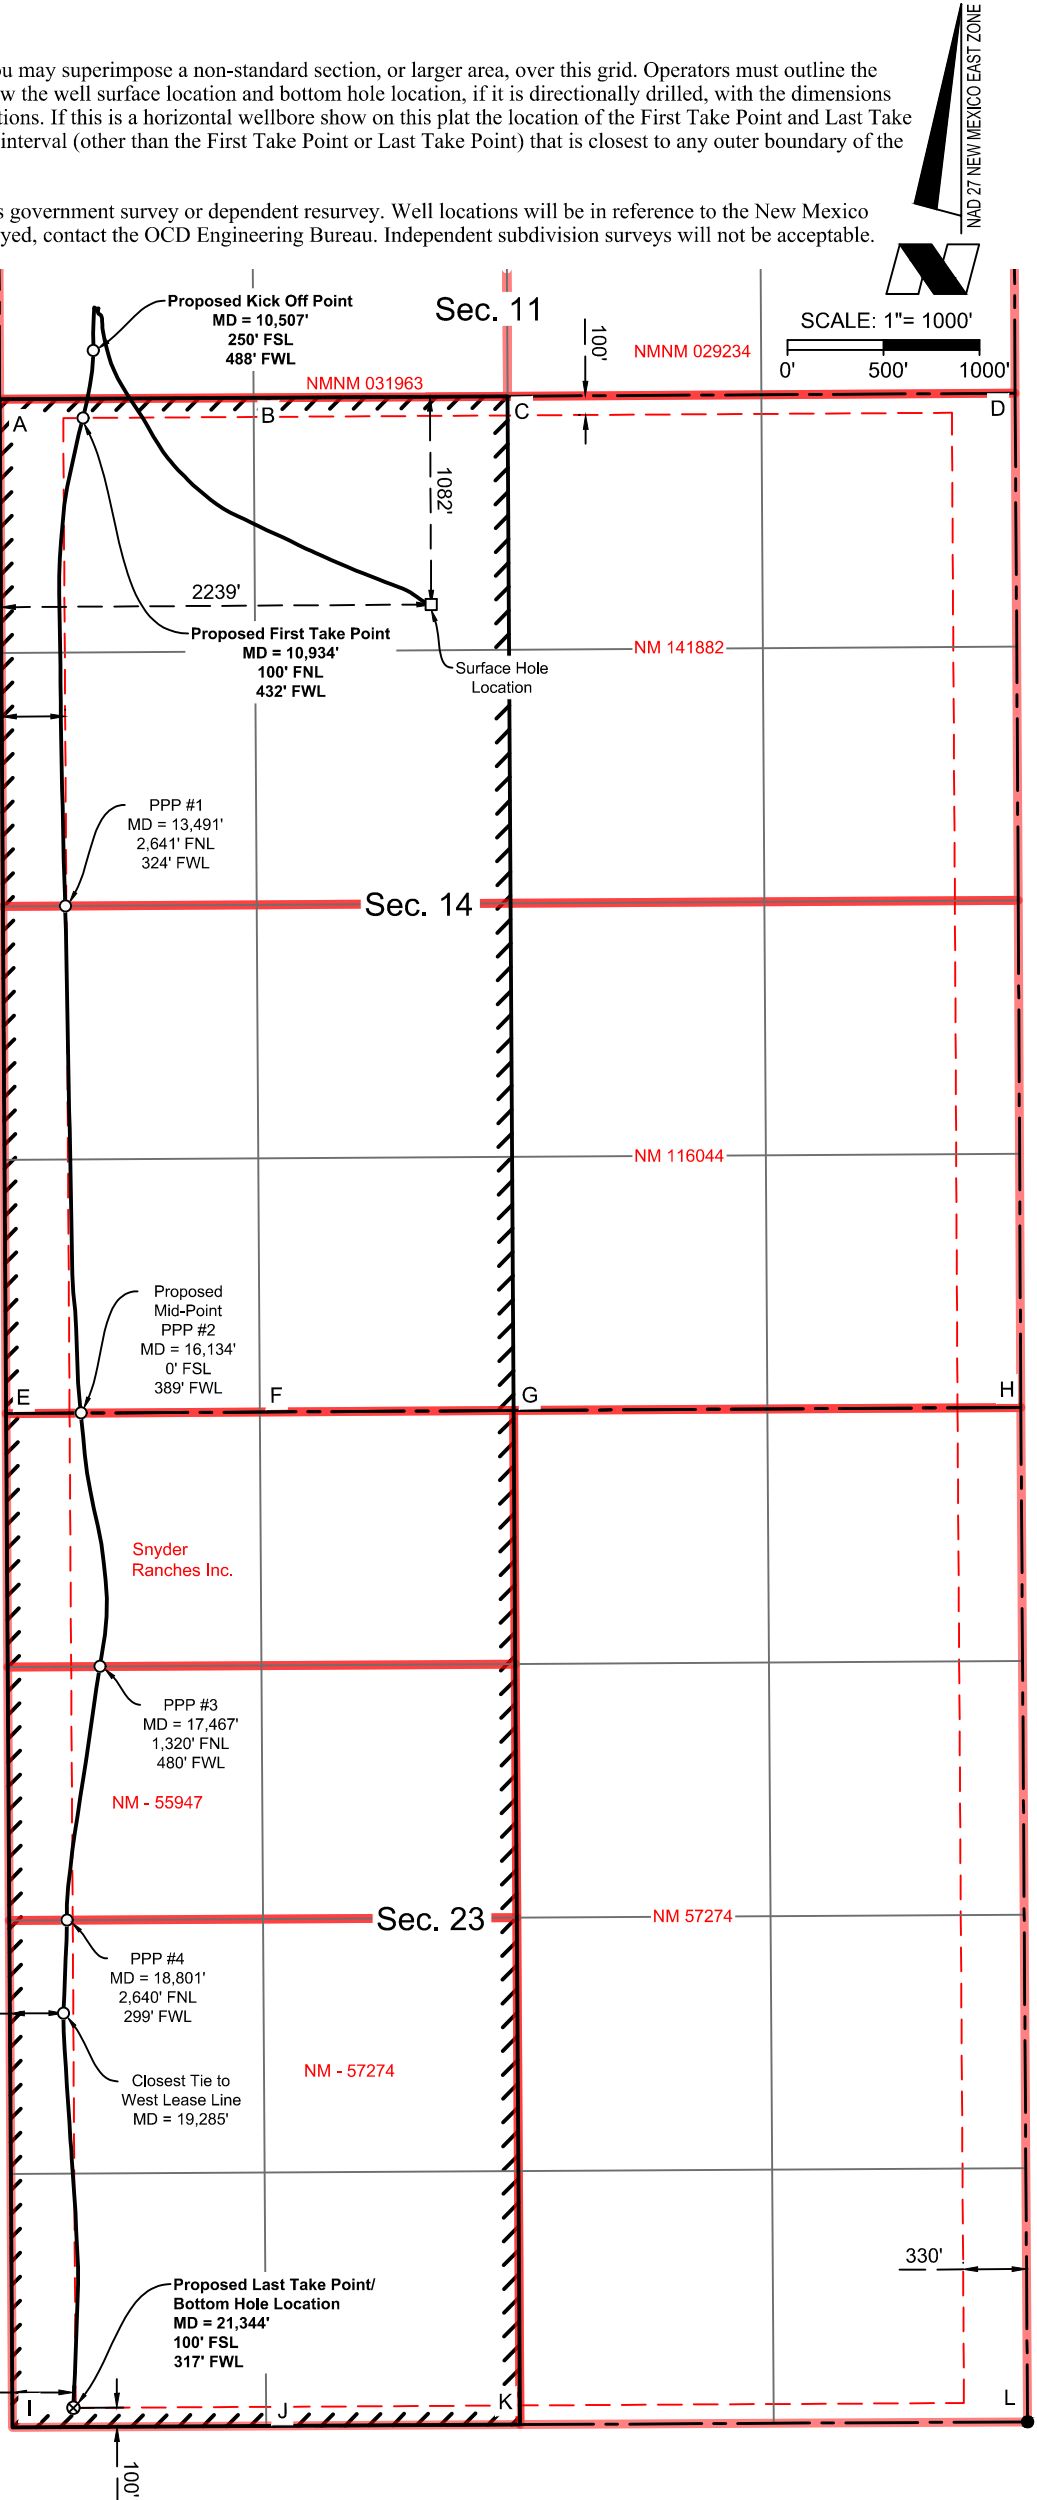 ou may superimpose a non-standard section, or larger area, over this grid. Operators must outline the
w the well surface location and bottom hole location, if it is directionally drilled, with the dimensions
tions. If this is a horizontal wellbore show on this plat the location of the First Take Point and Last Take
interval (other than the First Take Point or Last Take Point) that is closest to any outer boundary of the
s government survey or dependent resurvey. Well locations will be in reference to the New Mexico
yed, contact the OCD Engineering Bureau. Independent subdivision surveys will not be acceptable.
NAD 27 NEW MEXICO EAST ZONE
SCALE: 1"= 1000'
0' 500' 1000'
Proposed Kick Off Point
MD = 10,507'
250' FSL
488' FWL
Sec. 11
100'
NMNM 029234
NMNM 031963
A
B
C
D
1082'
2239'
Proposed First Take Point
MD = 10,934'
100' FNL
432' FWL
Surface Hole
Location
NM 141882
PPP #1
MD = 13,491'
2,641' FNL
324' FWL
Sec. 14
NM 116044
Proposed
Mid-Point
PPP #2
MD = 16,134'
0' FSL
389' FWL
E
F
G
H
Snyder
Ranches Inc.
PPP #3
MD = 17,467'
1,320' FNL
480' FWL
NM - 55947
Sec. 23
NM 57274
PPP #4
MD = 18,801'
2,640' FNL
299' FWL
NM - 57274
Closest Tie to
West Lease Line
MD = 19,285'
330'
Proposed Last Take Point/
Bottom Hole Location
MD = 21,344'
100' FSL
317' FWL
I
J
K
L
100'